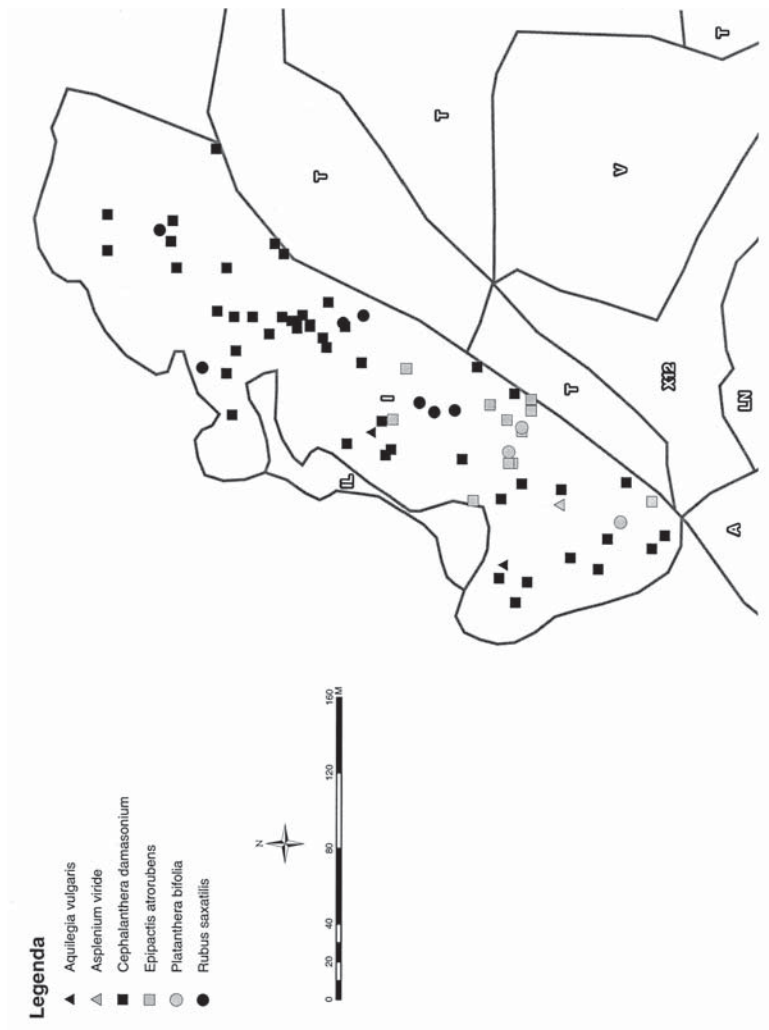 Legenda
Aquilegia vulgaris
Asplenium viride
Cephalanthera damasonium
Epipactis atrorubens
Platanthera bifolia
Rubus saxatilis
N
0 20 40 80 120 160
M
T
T
T
V
I
IL
T
X12
LN
A